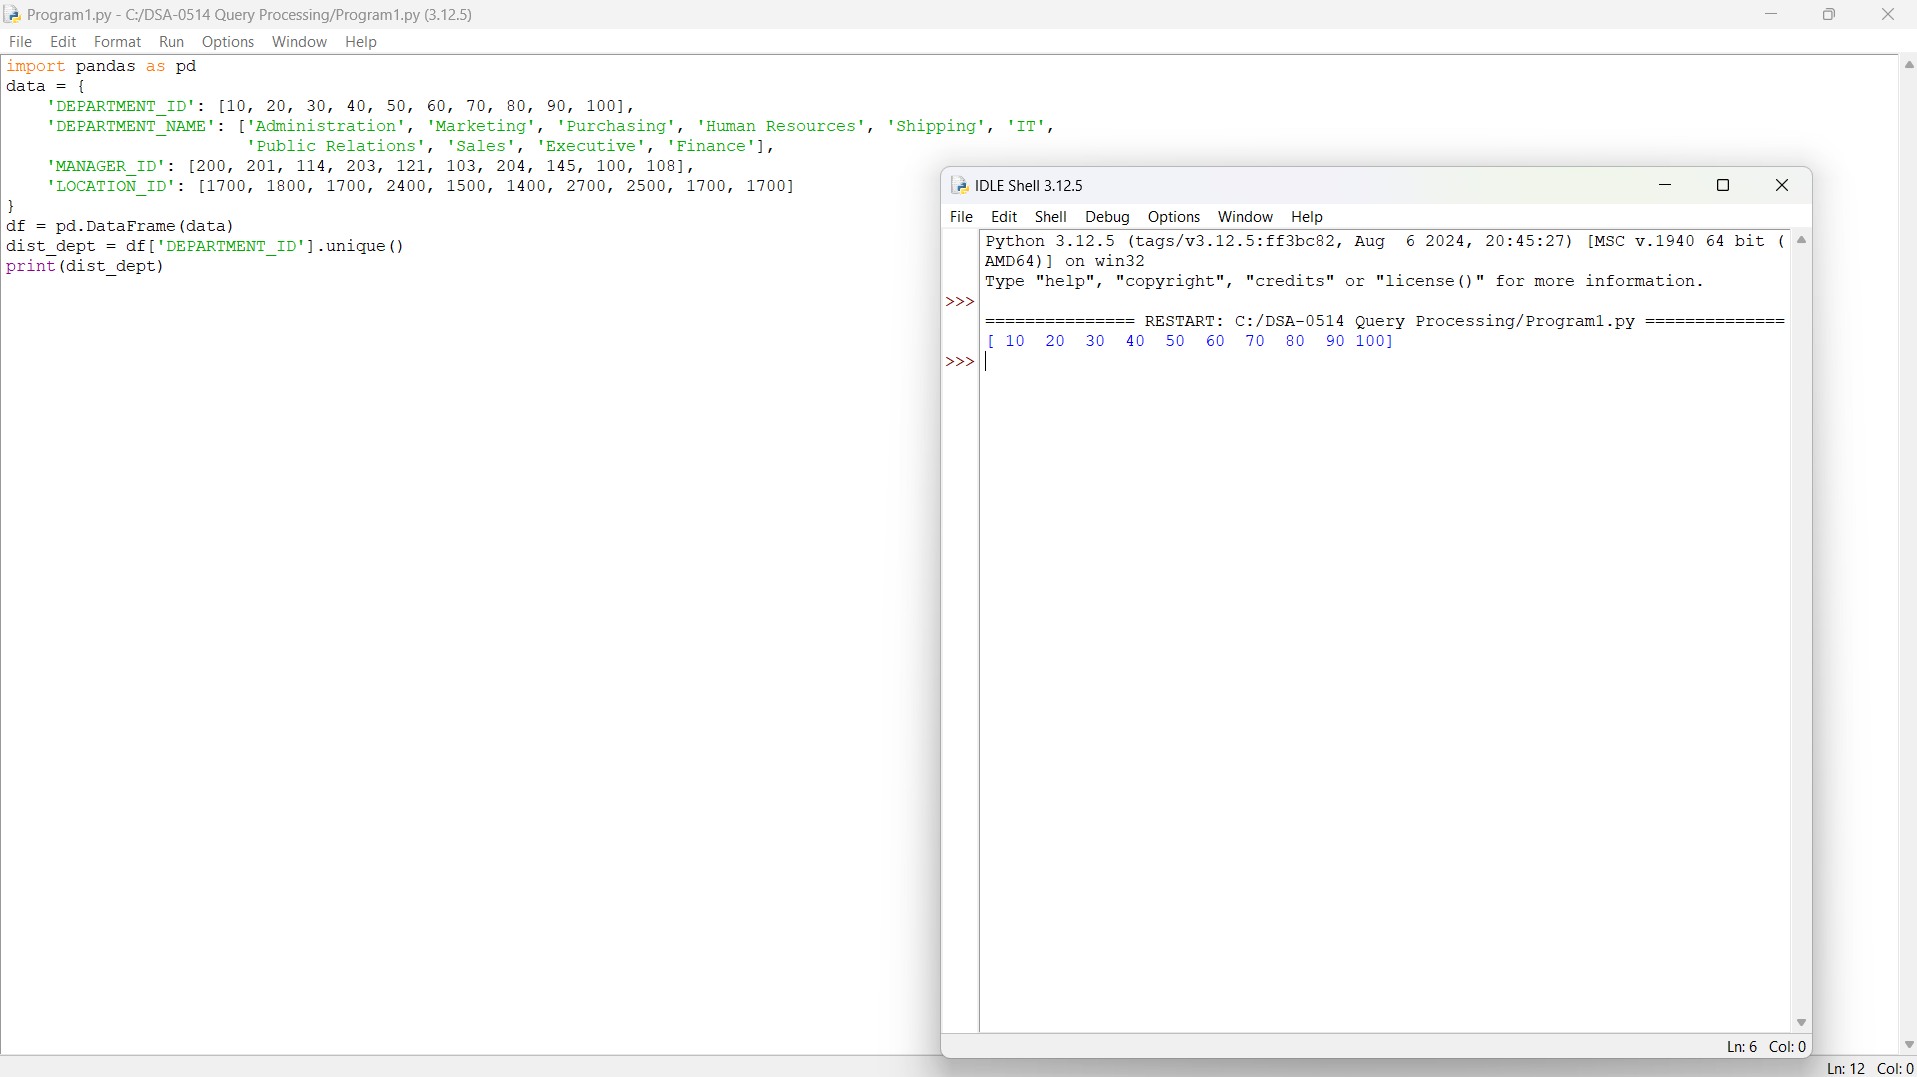 Program1.py - C:/DSA-0514 Query Processing/Program1.py (3.12.5)
File Edit Format Run Options Window Help
import pandas as pd
data = {
    'DEPARTMENT_ID': [10, 20, 30, 40, 50, 60, 70, 80, 90, 100],
    'DEPARTMENT_NAME': ['Administration', 'Marketing', 'Purchasing', 'Human Resources', 'Shipping', 'IT',
                        'Public Relations', 'Sales', 'Executive', 'Finance'],
    'MANAGER_ID': [200, 201, 114, 203, 121, 103, 204, 145, 100, 108],
    'LOCATION_ID': [1700, 1800, 1700, 2400, 1500, 1400, 2700, 2500, 1700, 1700]
}
df = pd.DataFrame(data)
dist_dept = df['DEPARTMENT_ID'].unique()
print(dist_dept)
IDLE Shell 3.12.5
File Edit Shell Debug Options Window Help
Python 3.12.5 (tags/v3.12.5:ff3bc82, Aug  6 2024, 20:45:27) [MSC v.1940 64 bit (
AMD64)] on win32
Type "help", "copyright", "credits" or "license()" for more information.
>>>
=============== RESTART: C:/DSA-0514 Query Processing/Program1.py ==============
[ 10  20  30  40  50  60  70  80  90 100]
>>>
Ln: 6 Col: 0
Ln: 12 Col: 0